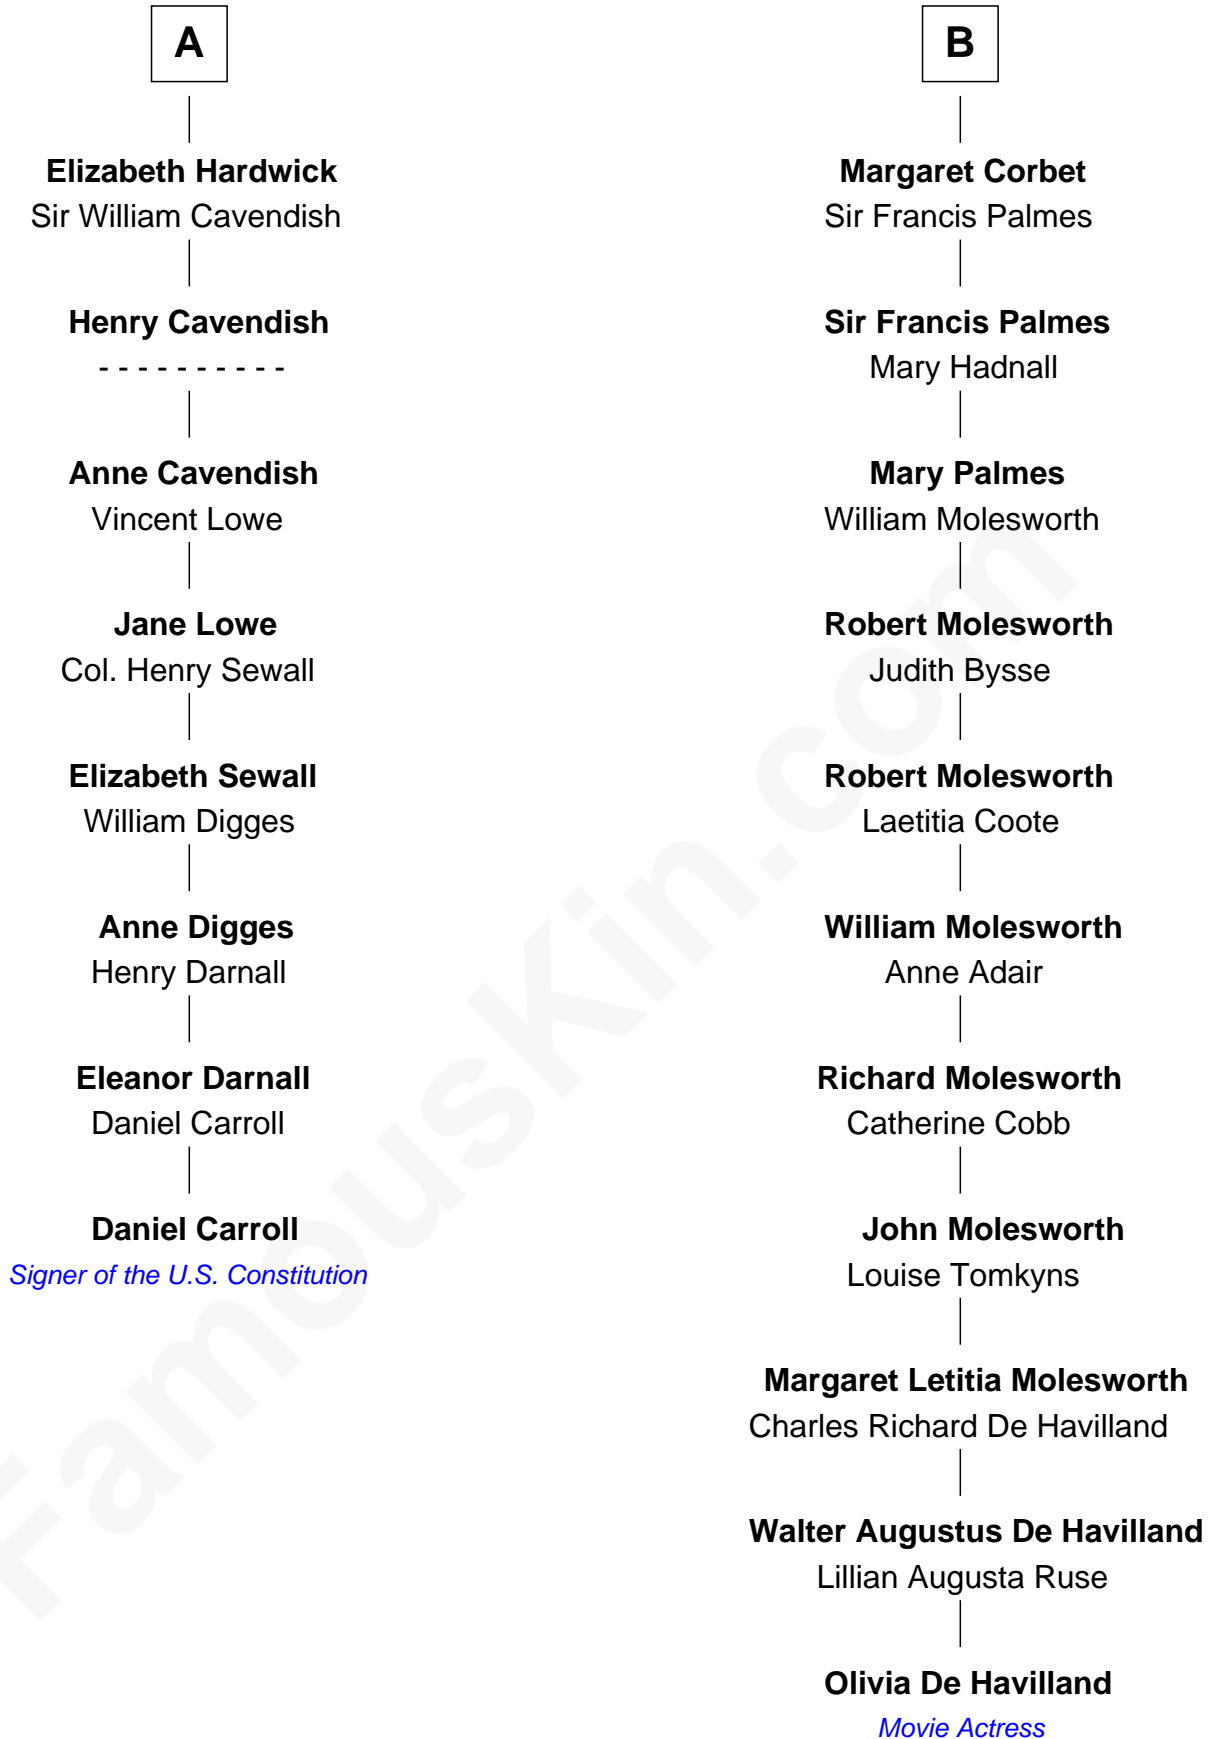 A
Elizabeth Hardwick
Sir William Cavendish
Henry Cavendish
- - - - - - - - - -
Anne Cavendish
Vincent Lowe
Jane Lowe
Col. Henry Sewall
Elizabeth Sewall
William Digges
Anne Digges
Henry Darnall
Eleanor Darnall
Daniel Carroll
Daniel Carroll
Signer of the U.S. Constitution
B
Margaret Corbet
Sir Francis Palmes
Sir Francis Palmes
Mary Hadnall
Mary Palmes
William Molesworth
Robert Molesworth
Judith Bysse
Robert Molesworth
Laetitia Coote
William Molesworth
Anne Adair
Richard Molesworth
Catherine Cobb
John Molesworth
Louise Tomkyns
Margaret Letitia Molesworth
Charles Richard De Havilland
Walter Augustus De Havilland
Lillian Augusta Ruse
Olivia De Havilland
Movie Actress
FamousKin.com